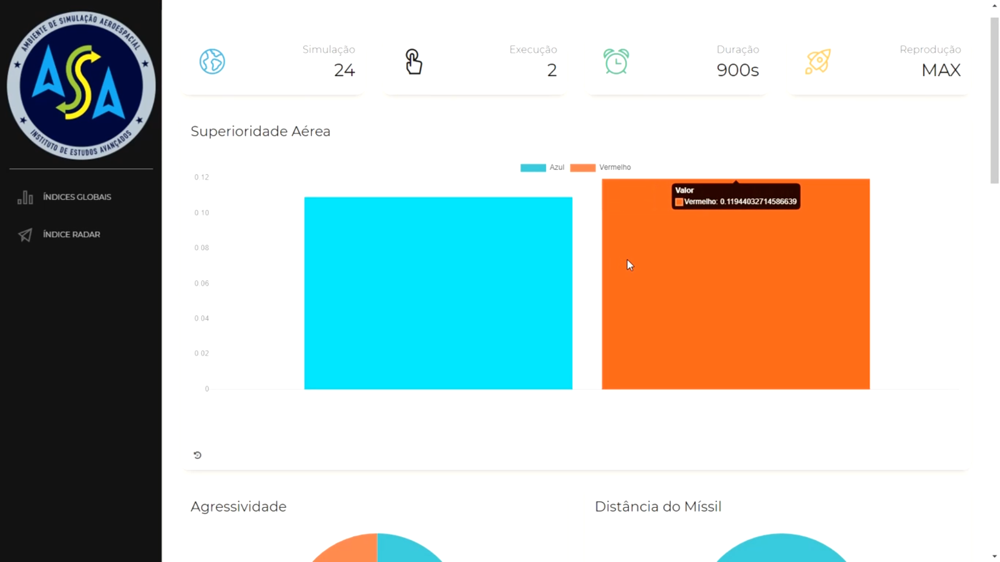 AMBIENTE DE SIMULAÇÃO AEROESPACIAL
ASA
INSTITUTO DE ESTUDOS AVANÇADOS
ÍNDICES GLOBAIS
ÍNDICE RADAR
Simulação
24
Execução
2
Duração
900s
Reprodução
MAX
Superioridade Aérea
Azul Vermelho
0 12
0 10
0 08
0 06
0 04
0 02
0
Valor
Vermelho: 0.11944032714586639
Agressividade
Distância do Míssil